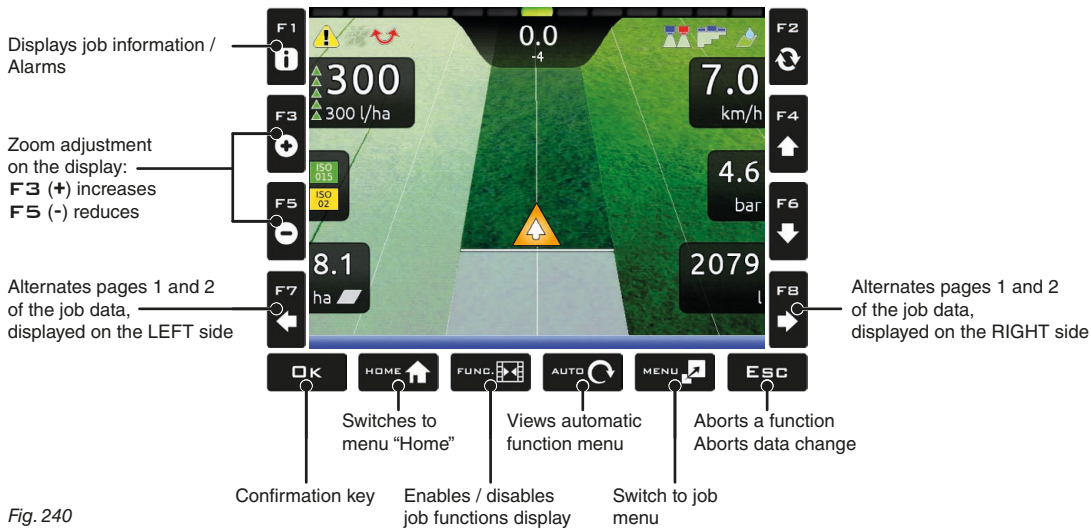 Displays job information /
Alarms
Zoom adjustment
on the display:
F3 (+) increases
F5 (-) reduces
Alternates pages 1 and 2
of the job data,
displayed on the LEFT side
F1
F3
F5
F7
0.0
-4
300
300 l/ha
ISO
015
ISO
02
8.1
ha
7.0
km/h
4.6
bar
2079
l
F2
F4
F6
F8
Alternates pages 1 and 2
of the job data,
displayed on the RIGHT side
OK
HOME
FUNC.
AUTO
MENU
ESC
Switches to
menu “Home”
Views automatic
function menu
Aborts a function
Aborts data change
Confirmation key
Enables / disables
job functions display
Switch to job
menu
Fig. 240